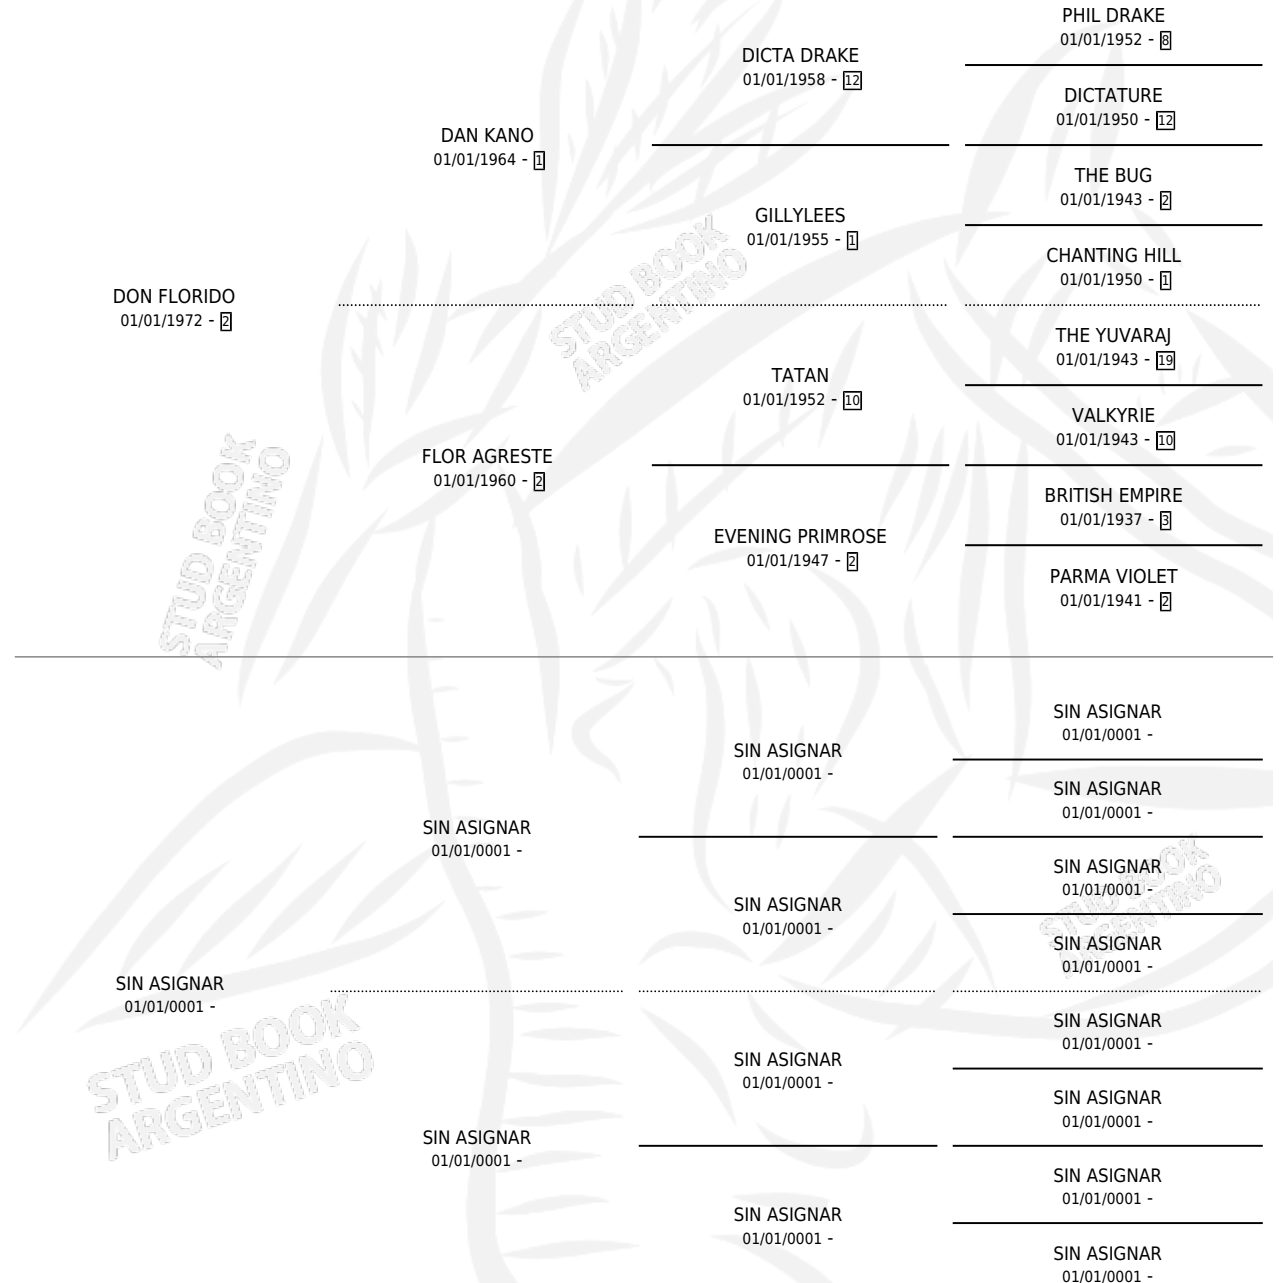 PHIL DRAKE
01/01/1952 - 8
DICTA DRAKE
01/01/1958 - 12
DICTATURE
01/01/1950 - 12
DAN KANO
01/01/1964 - 1
THE BUG
01/01/1943 - 2
GILLYLEES
01/01/1955 - 1
CHANTING HILL
01/01/1950 - 1
DON FLORIDO
01/01/1972 - 2
THE YUVARAJ
01/01/1943 - 19
TATAN
01/01/1952 - 10
VALKYRIE
01/01/1943 - 10
FLOR AGRESTE
01/01/1960 - 2
BRITISH EMPIRE
01/01/1937 - 3
EVENING PRIMROSE
01/01/1947 - 2
PARMA VIOLET
01/01/1941 - 2
STUD BOOK
ARGENTINO
STUD BOOK
ARGENTINO
SIN ASIGNAR
01/01/0001 -
SIN ASIGNAR
01/01/0001 -
SIN ASIGNAR
01/01/0001 -
SIN ASIGNAR
01/01/0001 -
SIN ASIGNAR
01/01/0001 -
SIN ASIGNAR
01/01/0001 -
SIN ASIGNAR
01/01/0001 -
SIN ASIGNAR
01/01/0001 -
SIN ASIGNAR
01/01/0001 -
SIN ASIGNAR
01/01/0001 -
SIN ASIGNAR
01/01/0001 -
SIN ASIGNAR
01/01/0001 -
SIN ASIGNAR
01/01/0001 -
SIN ASIGNAR
01/01/0001 -
SIN ASIGNAR
01/01/0001 -
STUD BOOK
ARGENTINO
STUD BOOK
ARGENTINO